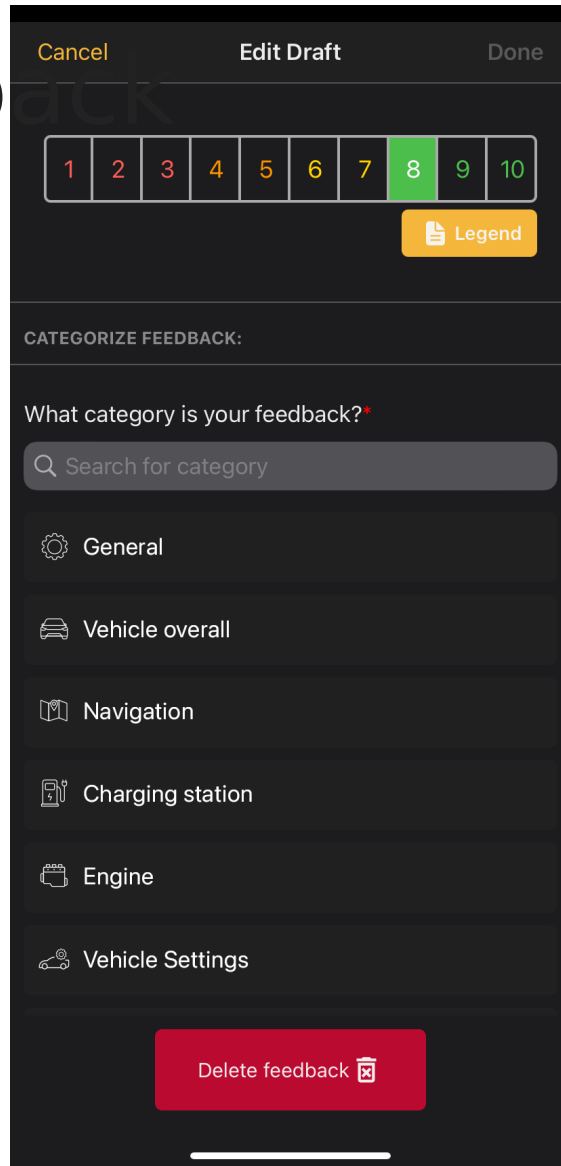 Cancel Edit Draft Done
back
1 2 3 4 5 6 7 8 9 10
Legend
CATEGORIZE FEEDBACK:
What category is your feedback?*
Search for category
General
Vehicle overall
Navigation
Charging station
Engine
Vehicle Settings
Delete feedback